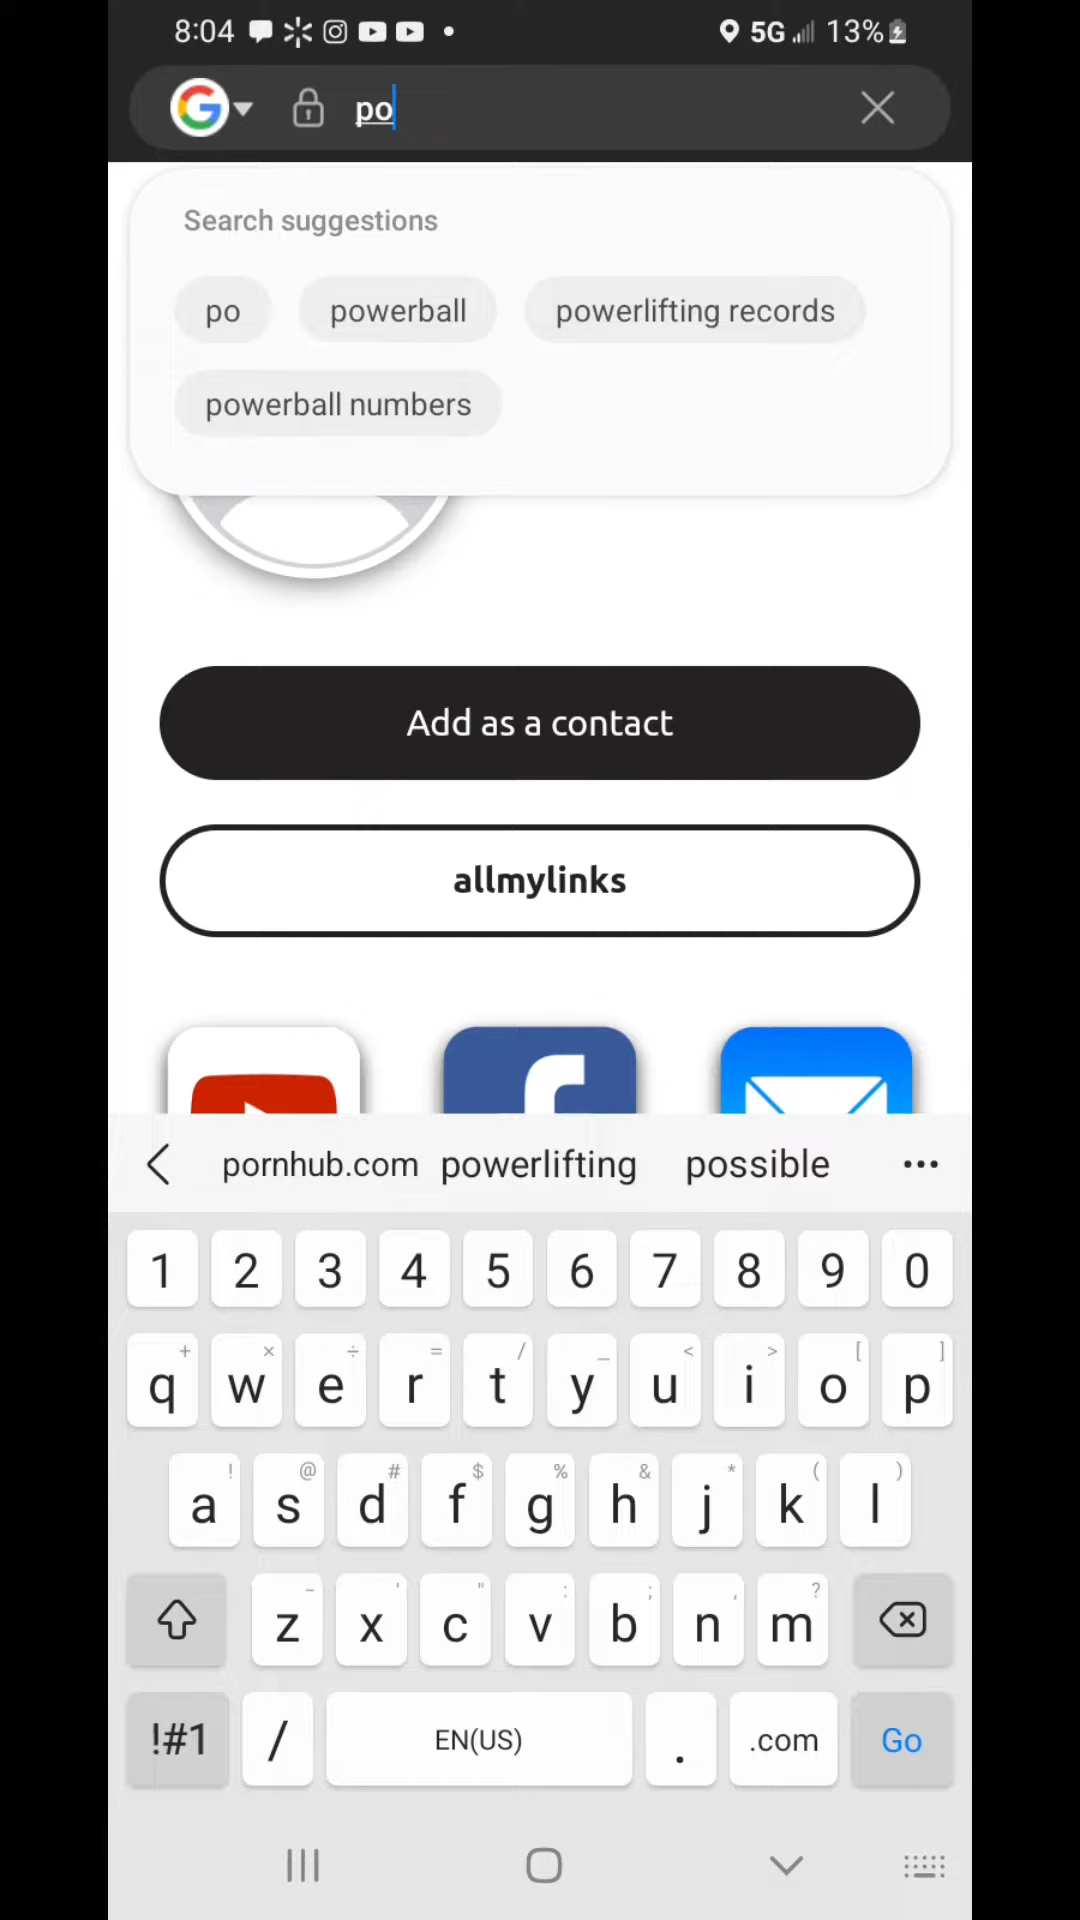 8:04 5G 13%
po
Search suggestions
po powerball powerlifting records
powerball numbers
Add as a contact
allmylinks
pornhub.com powerlifting possible •••
1 2 3 4 5 6 7 8 9 0
+ × ÷ = / _ < > [ ]
q w e r t y u i o p
! @ # $ % & * ( )
a s d f g h j k l
- ' " : ; , ?
z x c v b n m
!#1 / EN(US) . .com Go